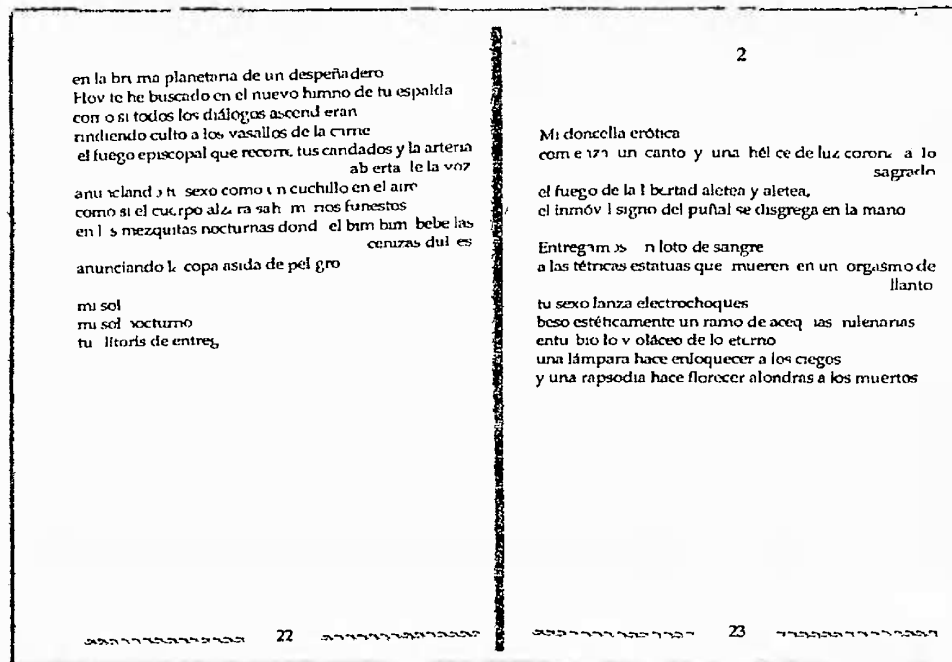 en la bruma planetaria de un despeñadero
Hoy te he buscado en el nuevo himno de tu espalda
como si todos los diálogos ascendieran
rindiendo culto a los vasallos de la carne
el fuego episcopal que recorre tus candados y la arteria
abierta de la voz
anunciando tu sexo como un cuchillo en el aire
como si el cuerpo alzara
funestos
en las mezquitas nocturnas donde el bim bum bebe las
cenizas dulces
anunciando la copa asida de peligro
mi sol
mi sol nocturno
tu clítoris de entrega
22
2
Mi doncella erótica
comienza un canto y una hélice de luz corona a lo
sagrado
el fuego de la libertad aletea y aletea,
el inmóvil signo del puñal se disgrega en la mano
Entregamos un loto de sangre
a las tétricas estatuas que mueren en un orgasmo de
llanto
tu sexo lanza electrochoques
beso estéticamente un ramo de acequias milenarias
entubio lo violáceo de lo eterno
una lámpara hace enloquecer a los ciegos
y una rapsodia hace florecer alondras a los muertos
23